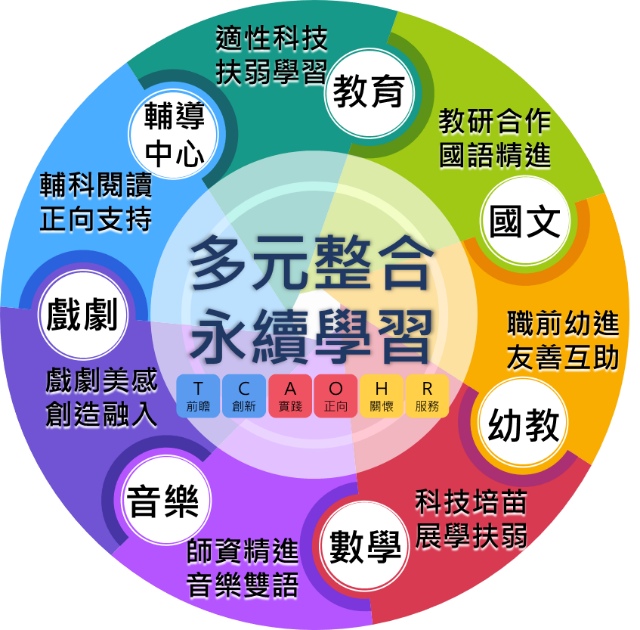 適性科技
扶弱學習
教育
教研合作
國語精進
國文
職前幼進
友善互助
幼教
科技培苗
展學扶弱
數學
師資精進
音樂雙語
音樂
戲劇美感
創造融入
戲劇
輔科閱讀
正向支持
輔導
中心
多元整合
永續學習
T C A O H R
前瞻 創新 實踐 正向 關懷 服務